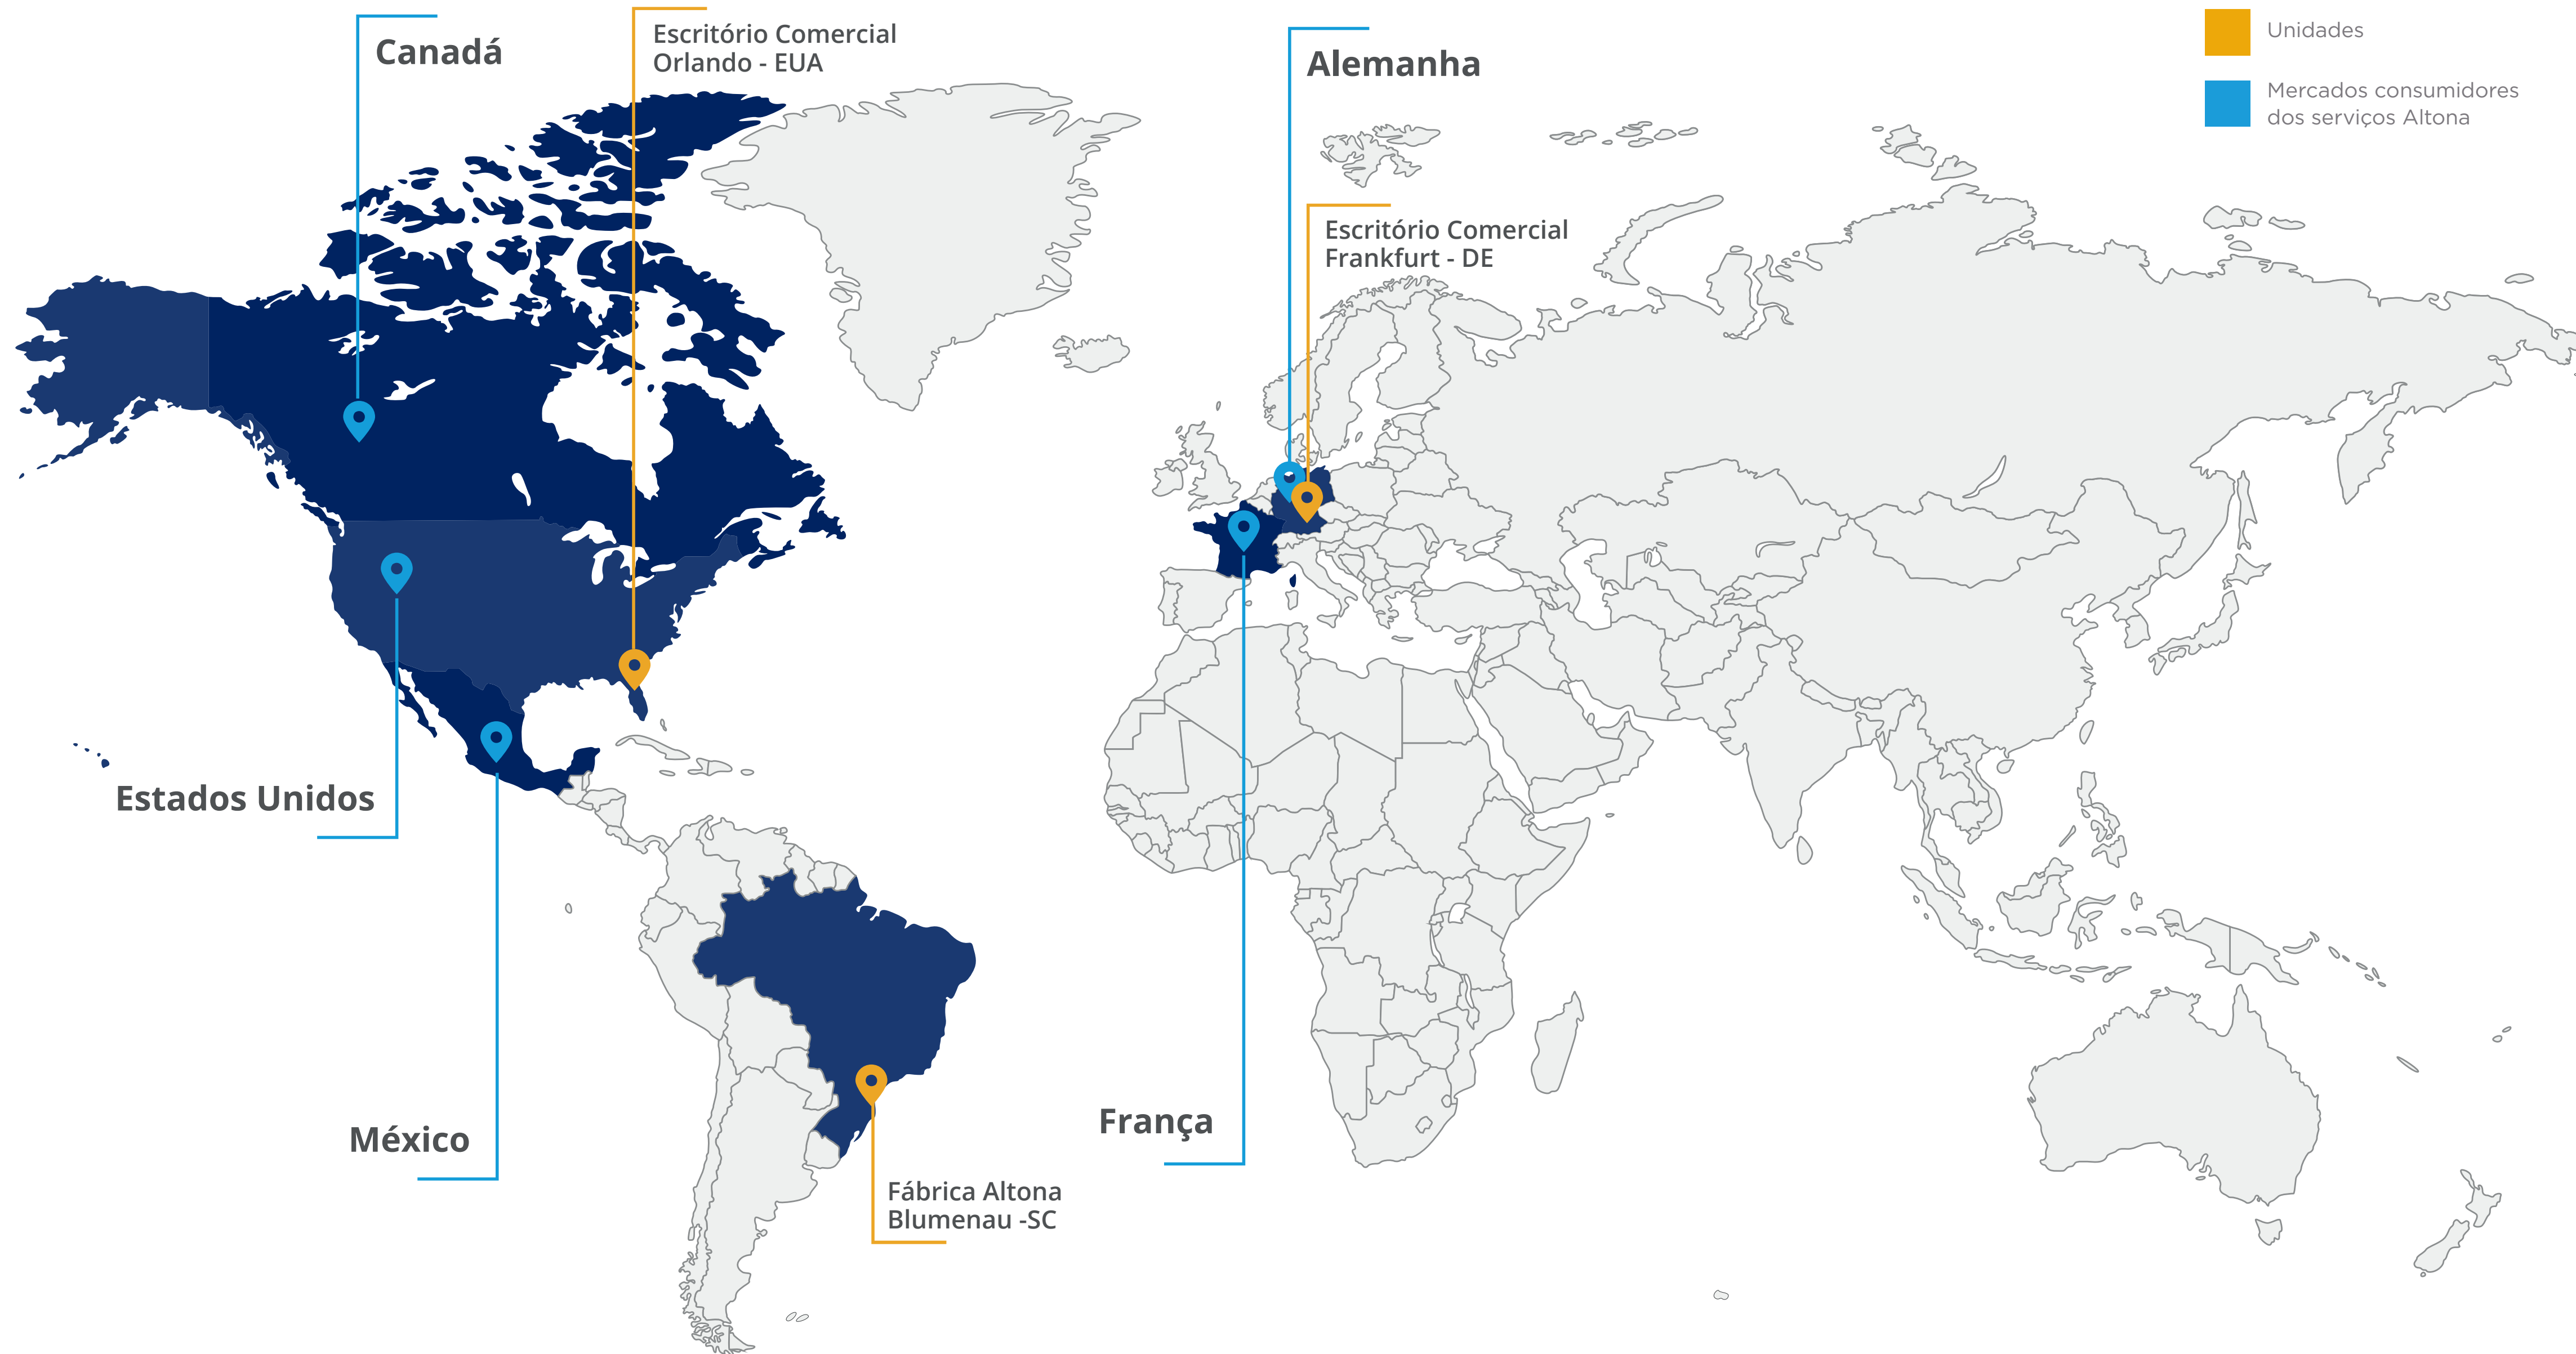 Canadá
Escritório Comercial
Orlando - EUA
Alemanha
Unidades
Mercados consumidores
dos serviços Altona
Escritório Comercial
Frankfurt - DE
Estados Unidos
México
França
Fábrica Altona
Blumenau -SC